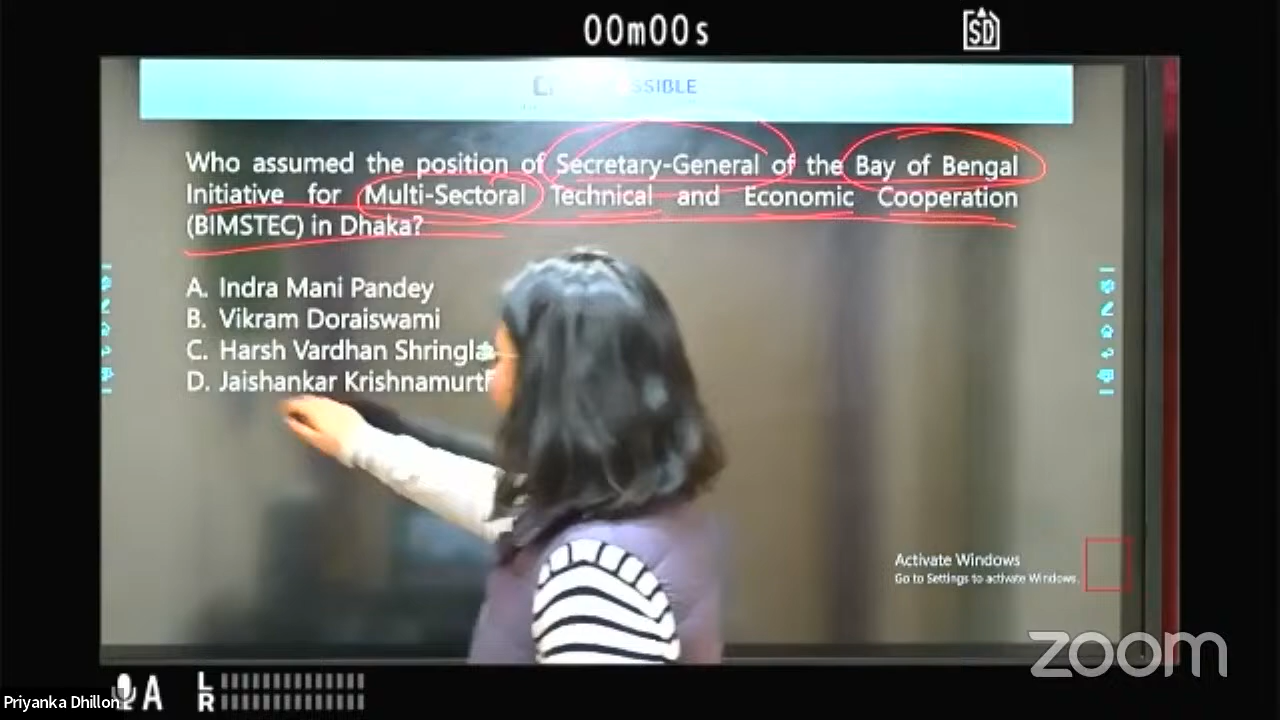 00m00s
SD
SSIBLE
Who assumed the position of Secretary-General of the Bay of Bengal
Initiative for Multi-Sectoral Technical and Economic Cooperation
(BIMSTEC) in Dhaka?
A. Indra Mani Pandey
B. Vikram Doraiswami
C. Harsh Vardhan Shringla
D. Jaishankar Krishnamurt
Activate Windows
Go to Settings to activate Windows.
zoom
A
L
R
Priyanka Dhillon